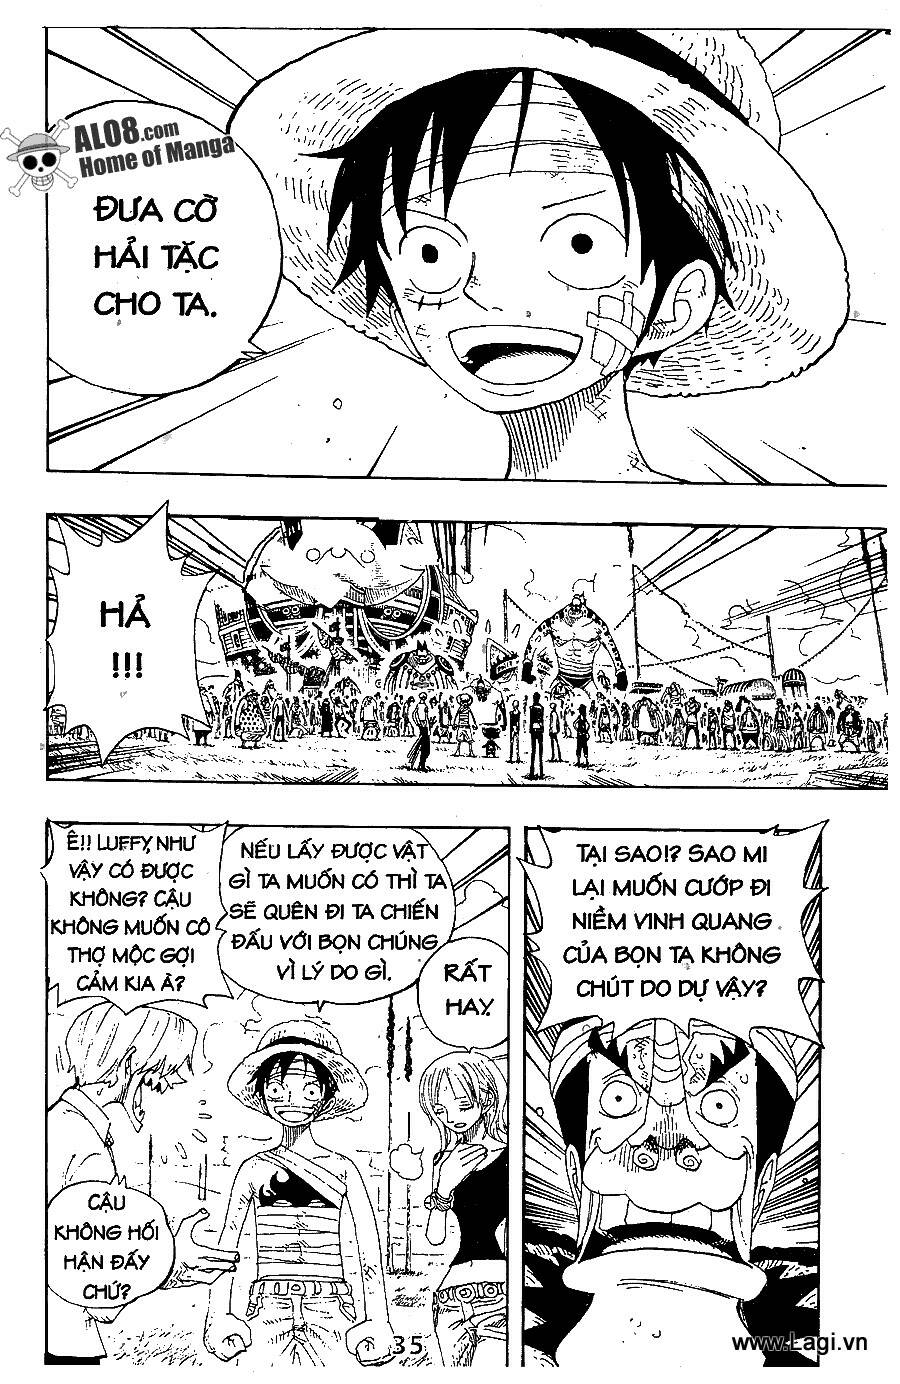 AL08.com
Home of Manga
ĐƯA CỜ
HẢI TẶC
CHO TA.
HẢ
!!!
Ê!! LUFFY, NHƯ
VẬY CÓ ĐƯỢC
KHÔNG? CẬU
KHÔNG MUỐN CÔ
THỢ MỘC GỢI
CẢM KIA À?
NẾU LẤY ĐƯỢC VẬT
GÌ TA MUỐN CÓ THÌ TA
SẼ QUÊN ĐI TA CHIẾN
ĐẤU VỚI BỌN CHÚNG
VÌ LÝ DO GÌ.
RẤT
HAY.
CẬU
KHÔNG HỐI
HẬN ĐẤY
CHỨ?
TẠI SAO!? SAO MI
LẠI MUỐN CƯỚP ĐI
NIỀM VINH QUANG
CỦA BỌN TA KHÔNG
CHÚT DO DỰ VẬY?
35
www.Lagi.vn